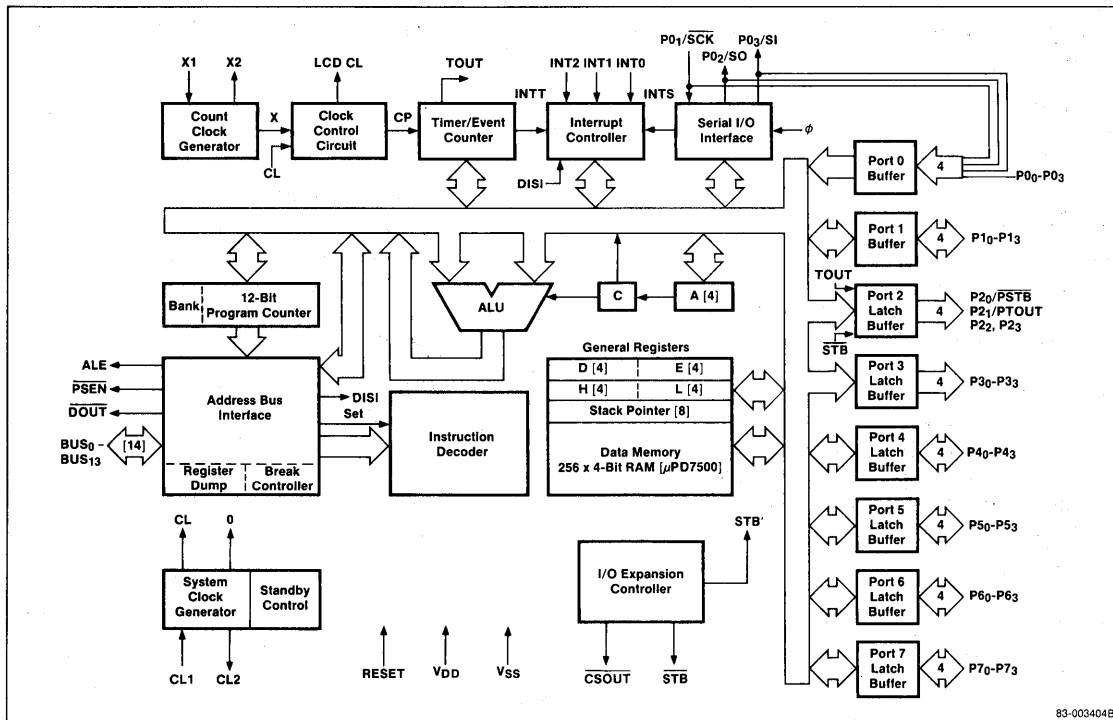 P0₁/SCK
P0₃/SI
P0₂/SO
X1
X2
LCD CL
TOUT
INT2 INT1 INT0
INTT
INTS
Count
Clock
Generator
X
CL
Clock
Control
Circuit
CP
Timer/Event
Counter
Interrupt
Controller
DISI
Serial I/O
Interface
φ
Port 0
Buffer
4
P0₀-P0₃
Port 1
Buffer
4
P1₀-P1₃
TOUT
Port 2
Latch
Buffer
STB
4
P2₀/PSTB
P2₁/PTOUT
P2₂, P2₃
Bank
12-Bit
Program Counter
ALU
C
A [4]
General Registers
D [4]
E [4]
H [4]
L [4]
Stack Pointer [8]
Data Memory
256 x 4-Bit RAM [μPD7500]
Port 3
Latch
Buffer
4
P3₀-P3₃
ALE
PSEN
DOUT
BUS₀ –
BUS₁₃
[14]
Address Bus
Interface
DISI
Set
Register
Dump
Break
Controller
Instruction
Decoder
Port 4
Latch
Buffer
4
P4₀-P4₃
Port 5
Latch
Buffer
4
P5₀-P5₃
CL
0
System
Clock
Generator
Standby
Control
CL1
CL2
RESET
VDD
VSS
I/O Expansion
Controller
STB'
CSOUT
STB
Port 6
Latch
Buffer
4
P6₀-P6₃
Port 7
Latch
Buffer
4
P7₀-P7₃
83-003404B